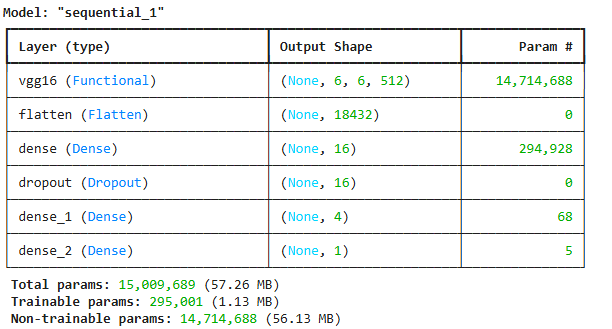 Model: "sequential_1"
Layer (type) Output Shape Param #
vgg16 (Functional) (None, 6, 6, 512) 14,714,688
flatten (Flatten) (None, 18432) 0
dense (Dense) (None, 16) 294,928
dropout (Dropout) (None, 16) 0
dense_1 (Dense) (None, 4) 68
dense_2 (Dense) (None, 1) 5
Total params: 15,009,689 (57.26 MB)
Trainable params: 295,001 (1.13 MB)
Non-trainable params: 14,714,688 (56.13 MB)